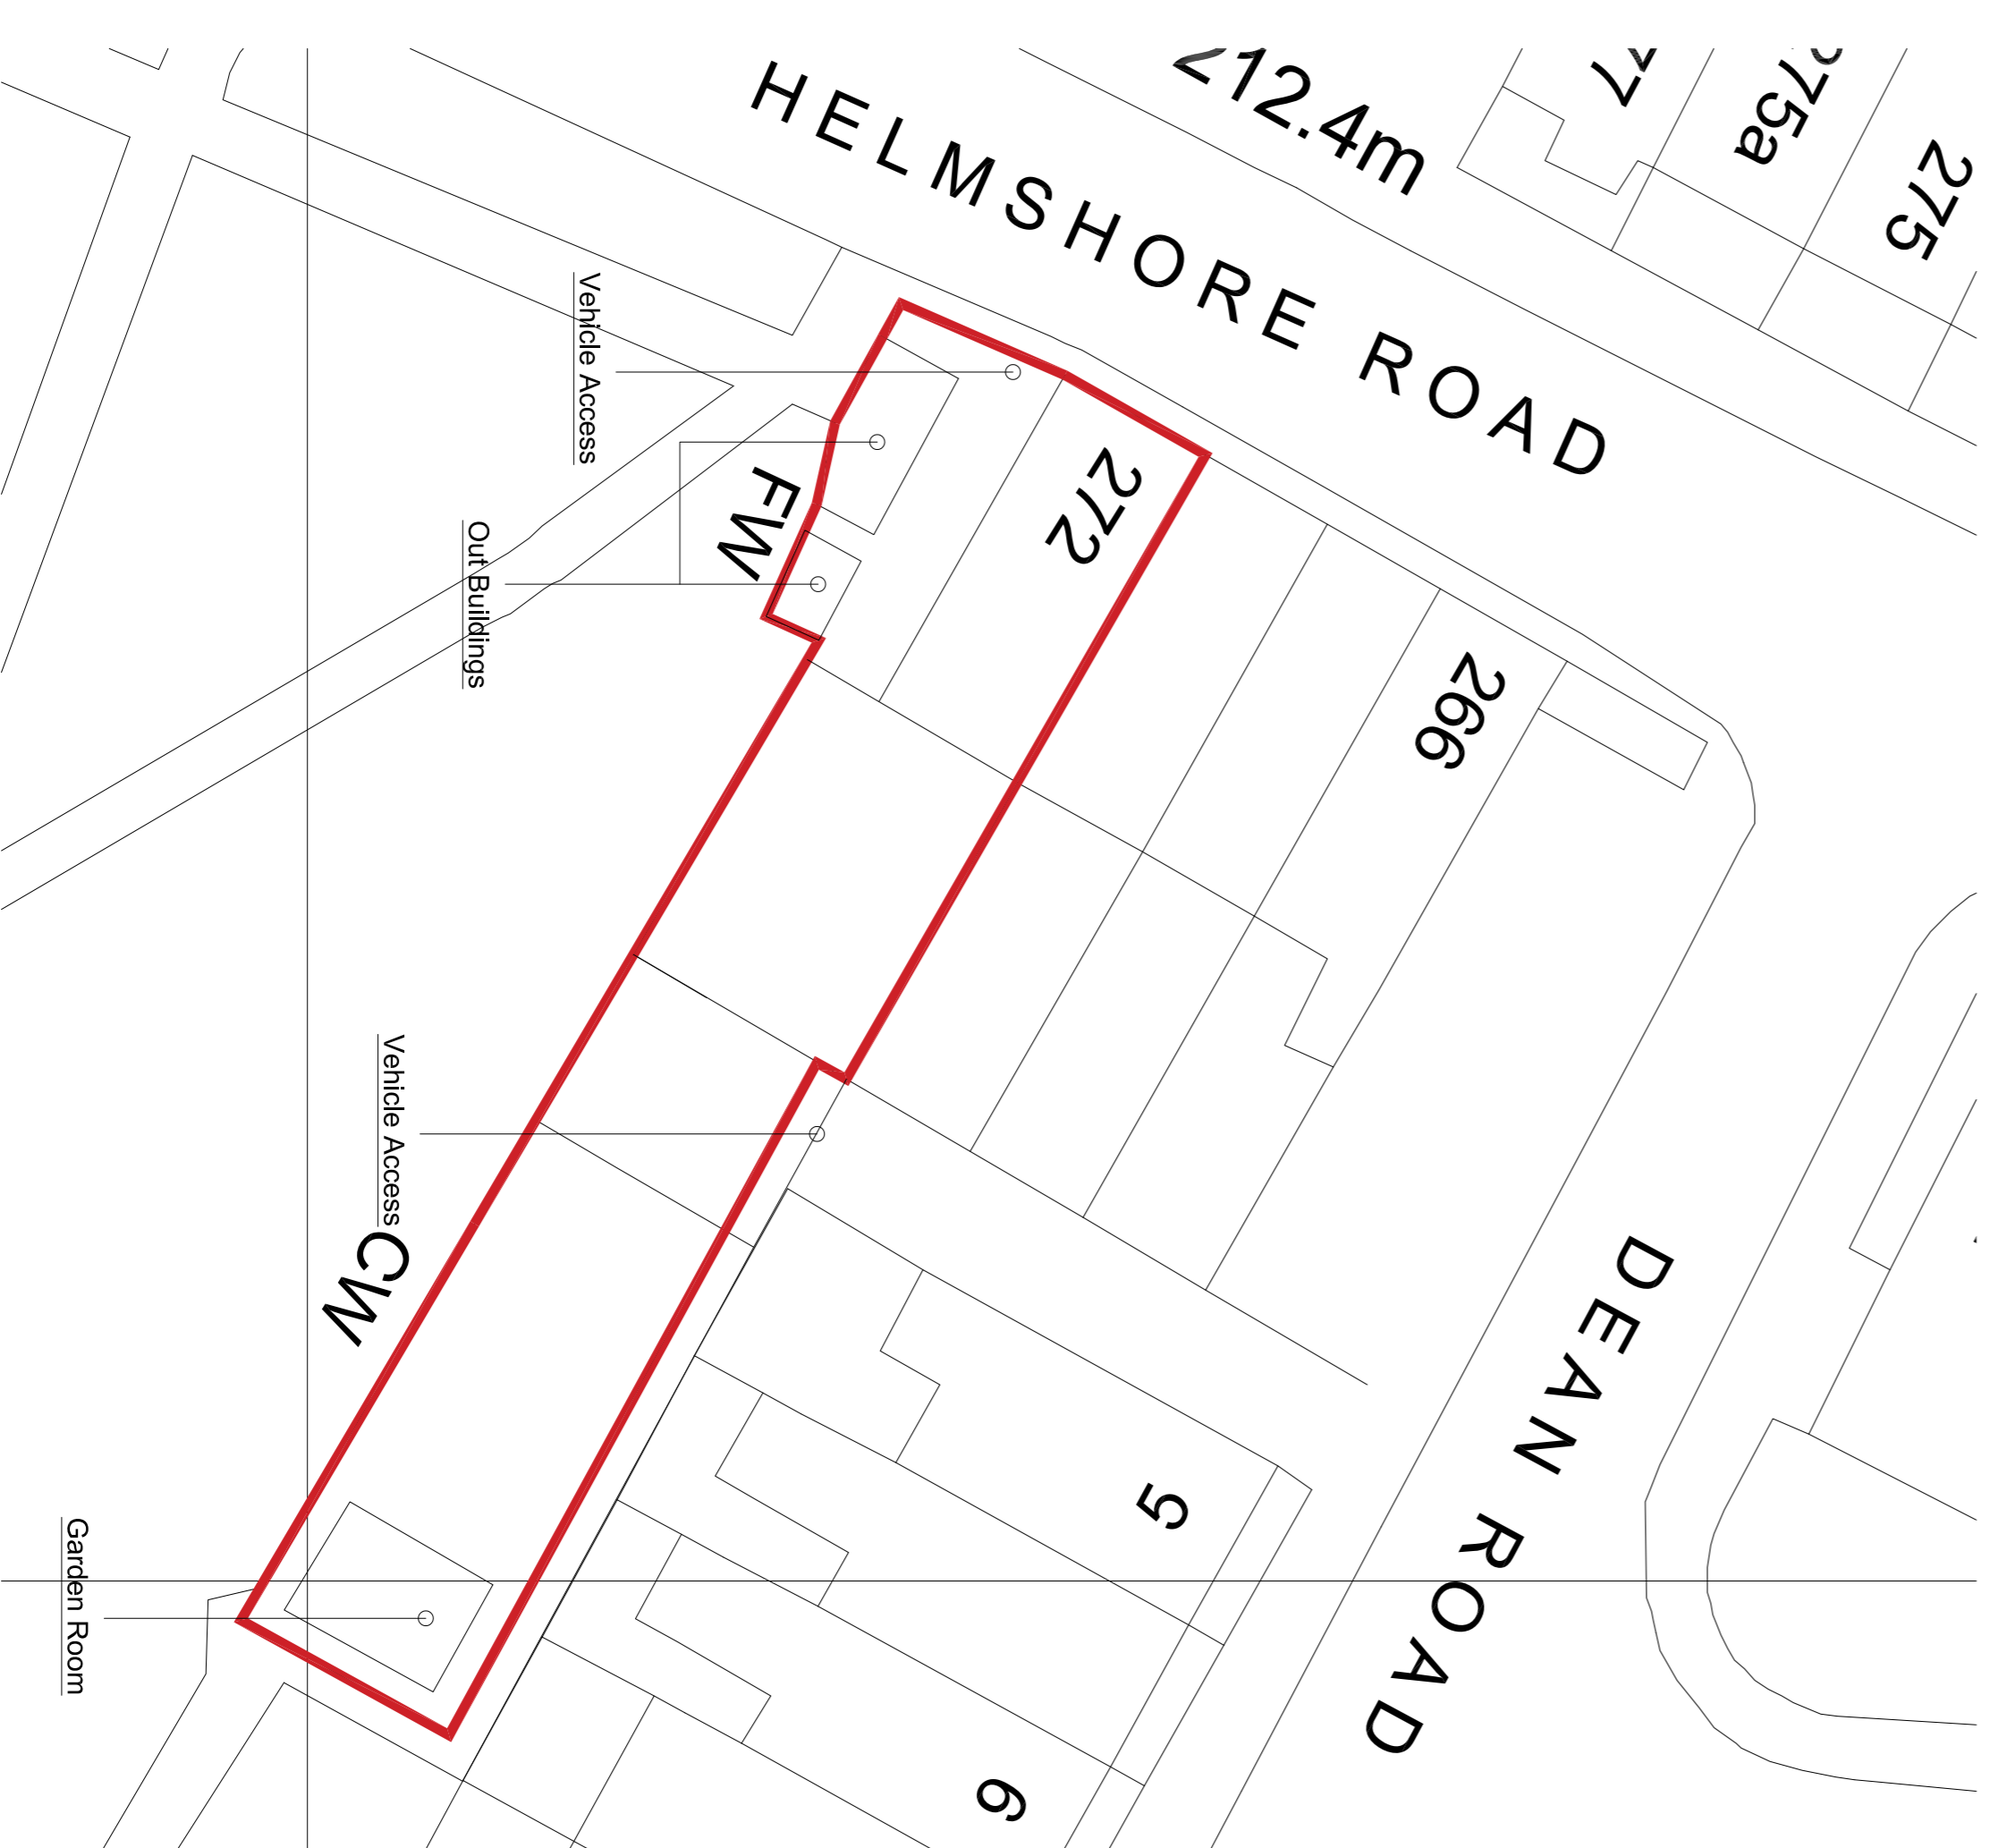 HELMSHORE ROAD
212.4m
75a
275
Vehicle Access
272
FW
Out Buildings
266
Vehicle Access
CW
DEAN ROAD
5
Garden Room
6